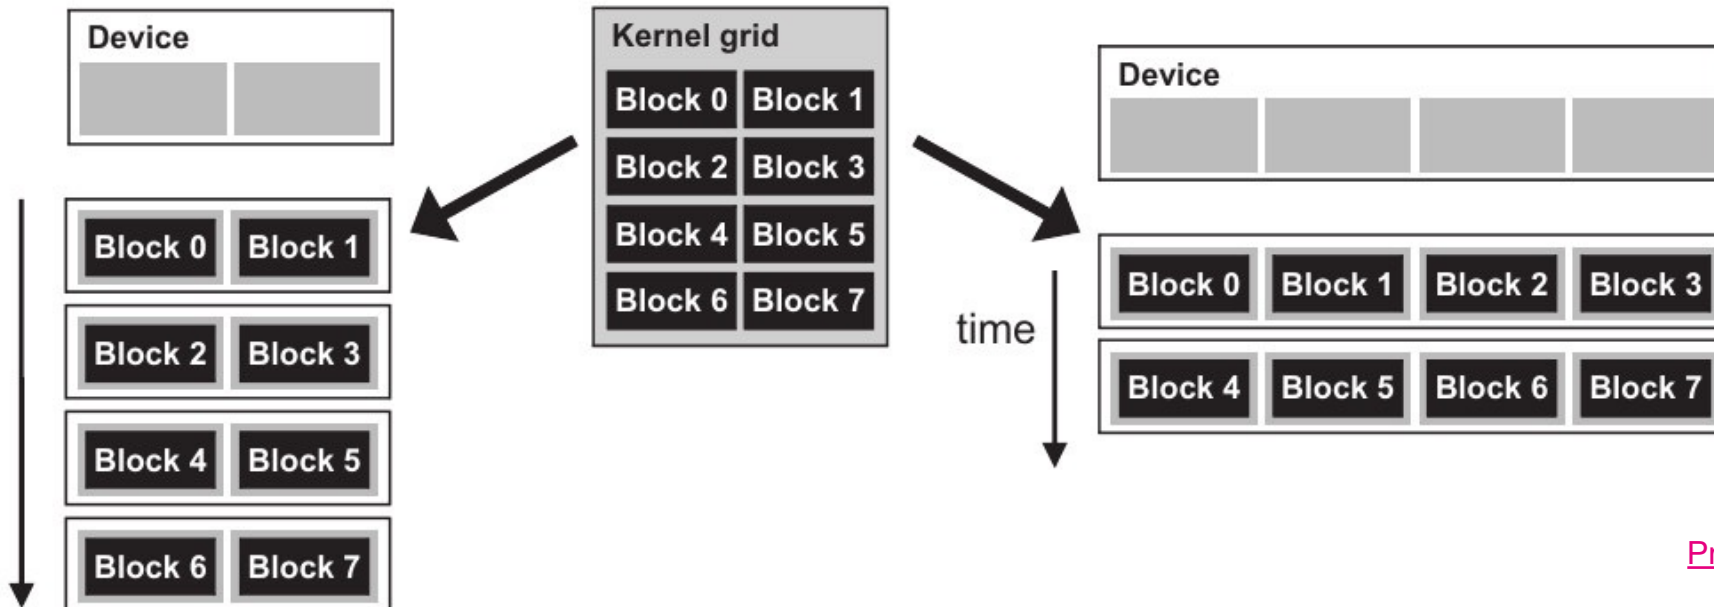 Device
Block 0 Block 1
Block 2 Block 3
Block 4 Block 5
Block 6 Block 7
Kernel grid
Block 0 Block 1
Block 2 Block 3
Block 4 Block 5
Block 6 Block 7
time
Device
Block 0 Block 1 Block 2 Block 3
Block 4 Block 5 Block 6 Block 7